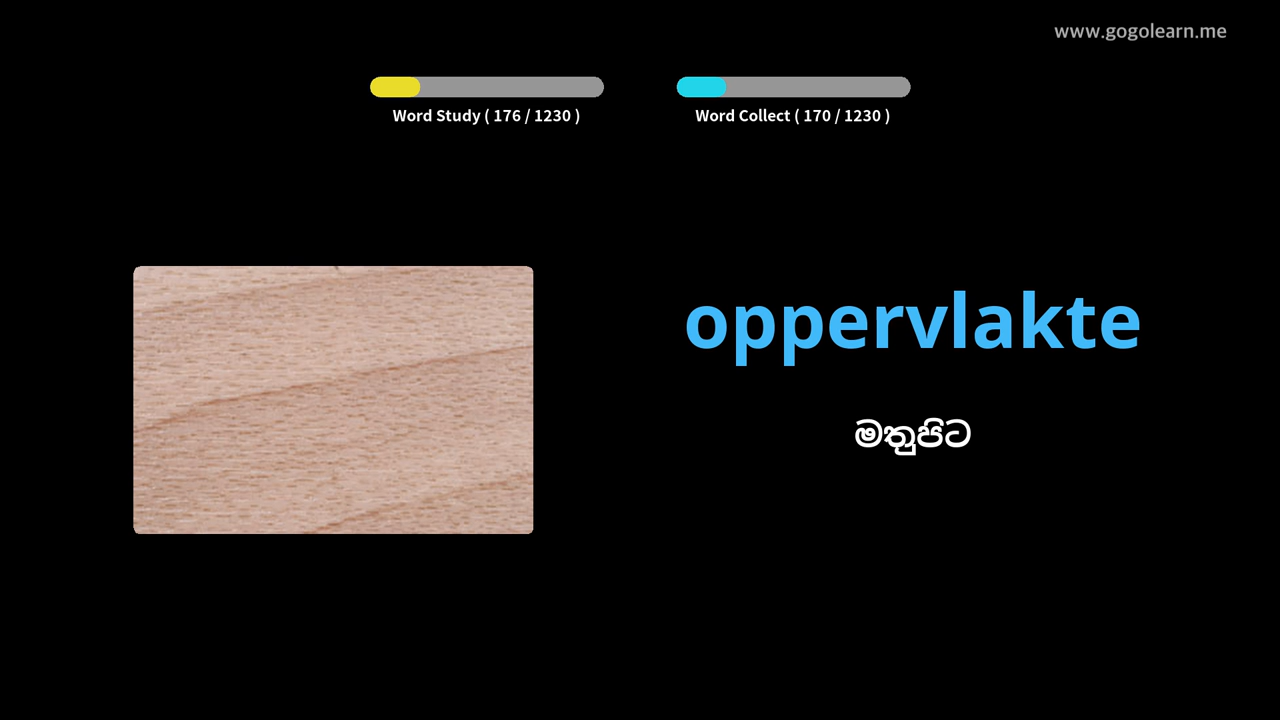 www.gogolearn.me
Word Study ( 176 / 1230 )
Word Collect ( 170 / 1230 )
oppervlakte
මතුපිට